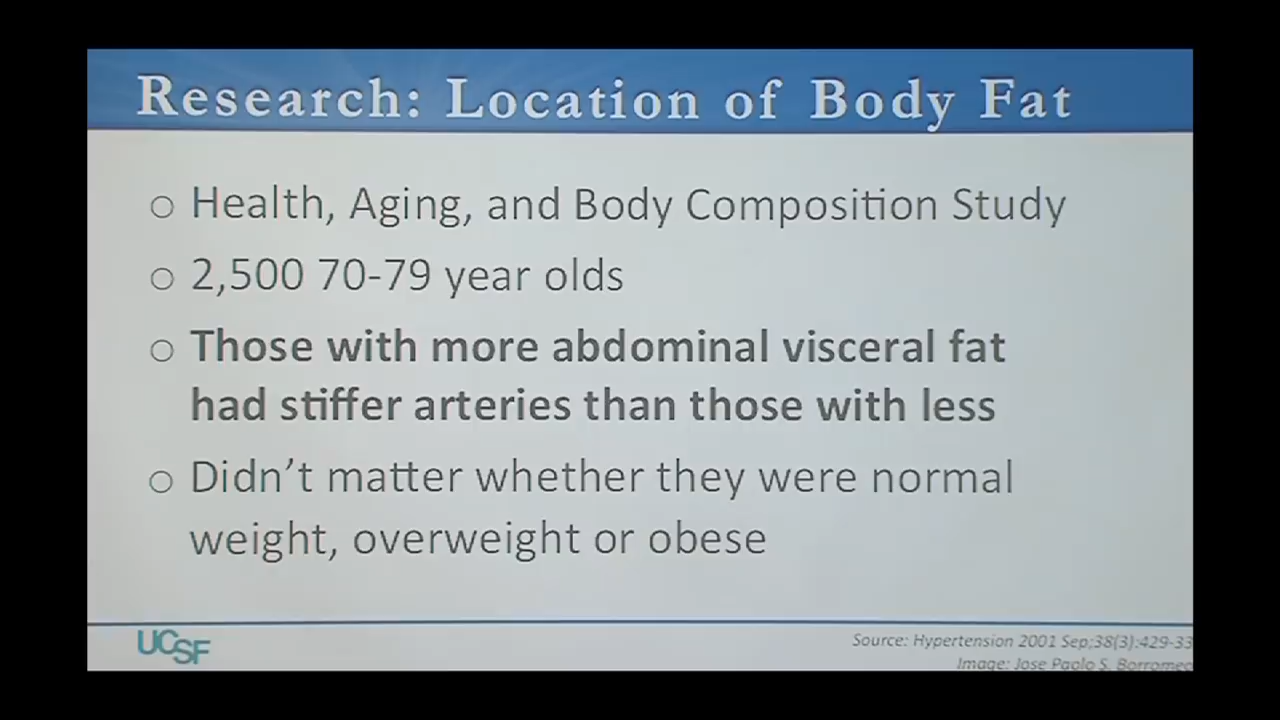 Research: Location of Body Fat
○ Health, Aging, and Body Composition Study
○ 2,500 70-79 year olds
○ Those with more abdominal visceral fat
had stiffer arteries than those with less
○ Didn't matter whether they were normal
weight, overweight or obese
UCSF
Source: Hypertension 2001 Sep;38(3):429-33
Image: Jose Paolo S. Borromeo